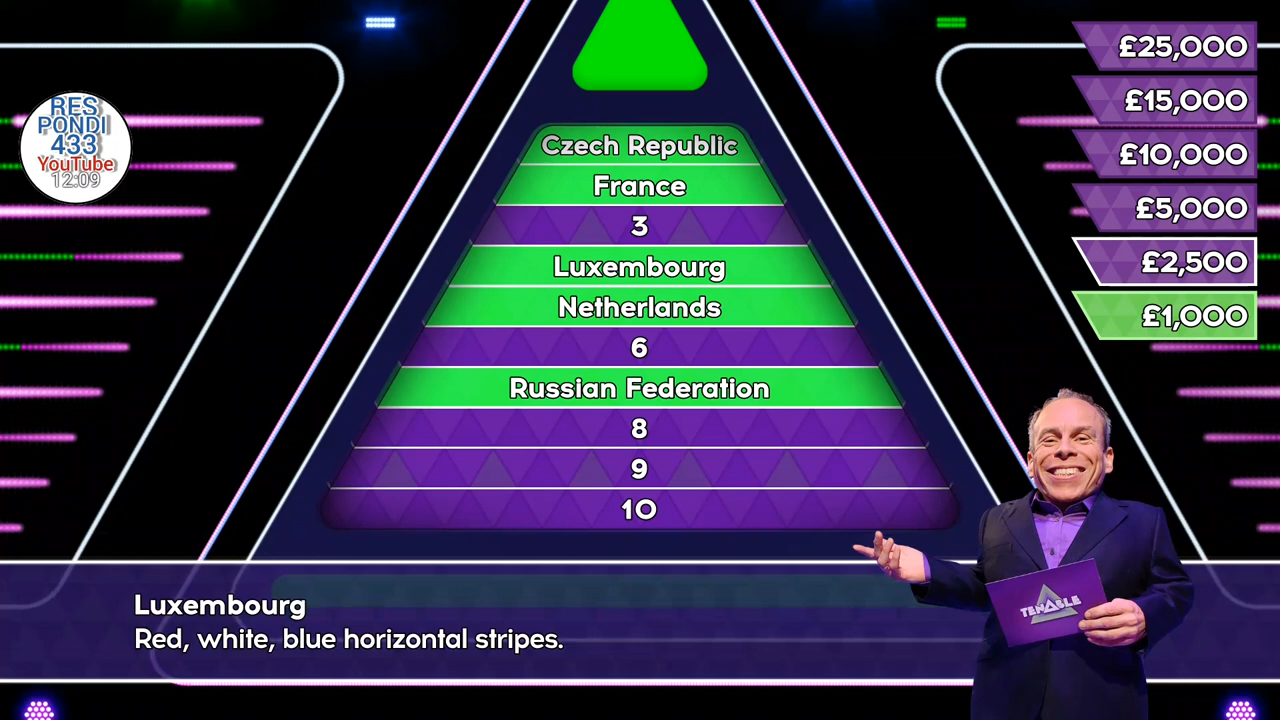 RES
PONDI
433
YouTube
12:09
Czech Republic
France
3
Luxembourg
Netherlands
6
Russian Federation
8
9
10
£25,000
£15,000
£10,000
£5,000
£2,500
£1,000
TENABLE
Luxembourg
Red, white, blue horizontal stripes.